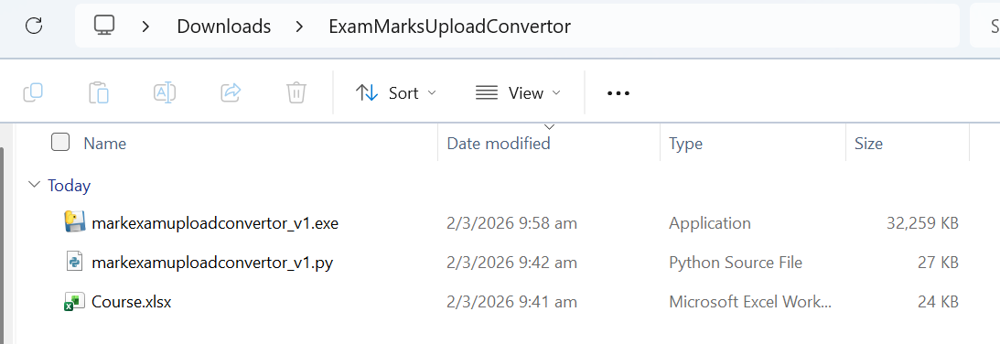 Downloads > ExamMarksUploadConvertor S
Sort View
Name Date modified Type Size
Today
markexamuploadconvertor_v1.exe 2/3/2026 9:58 am Application 32,259 KB
markexamuploadconvertor_v1.py 2/3/2026 9:42 am Python Source File 27 KB
Course.xlsx 2/3/2026 9:41 am Microsoft Excel Work... 24 KB